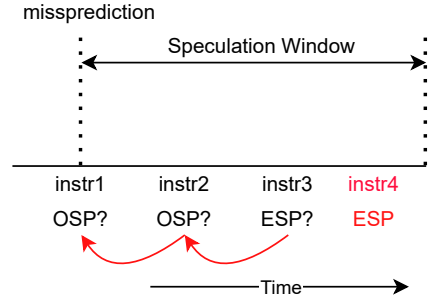 missprediction
Speculation Window
instr1 instr2 instr3 instr4
OSP? OSP? ESP? ESP
Time